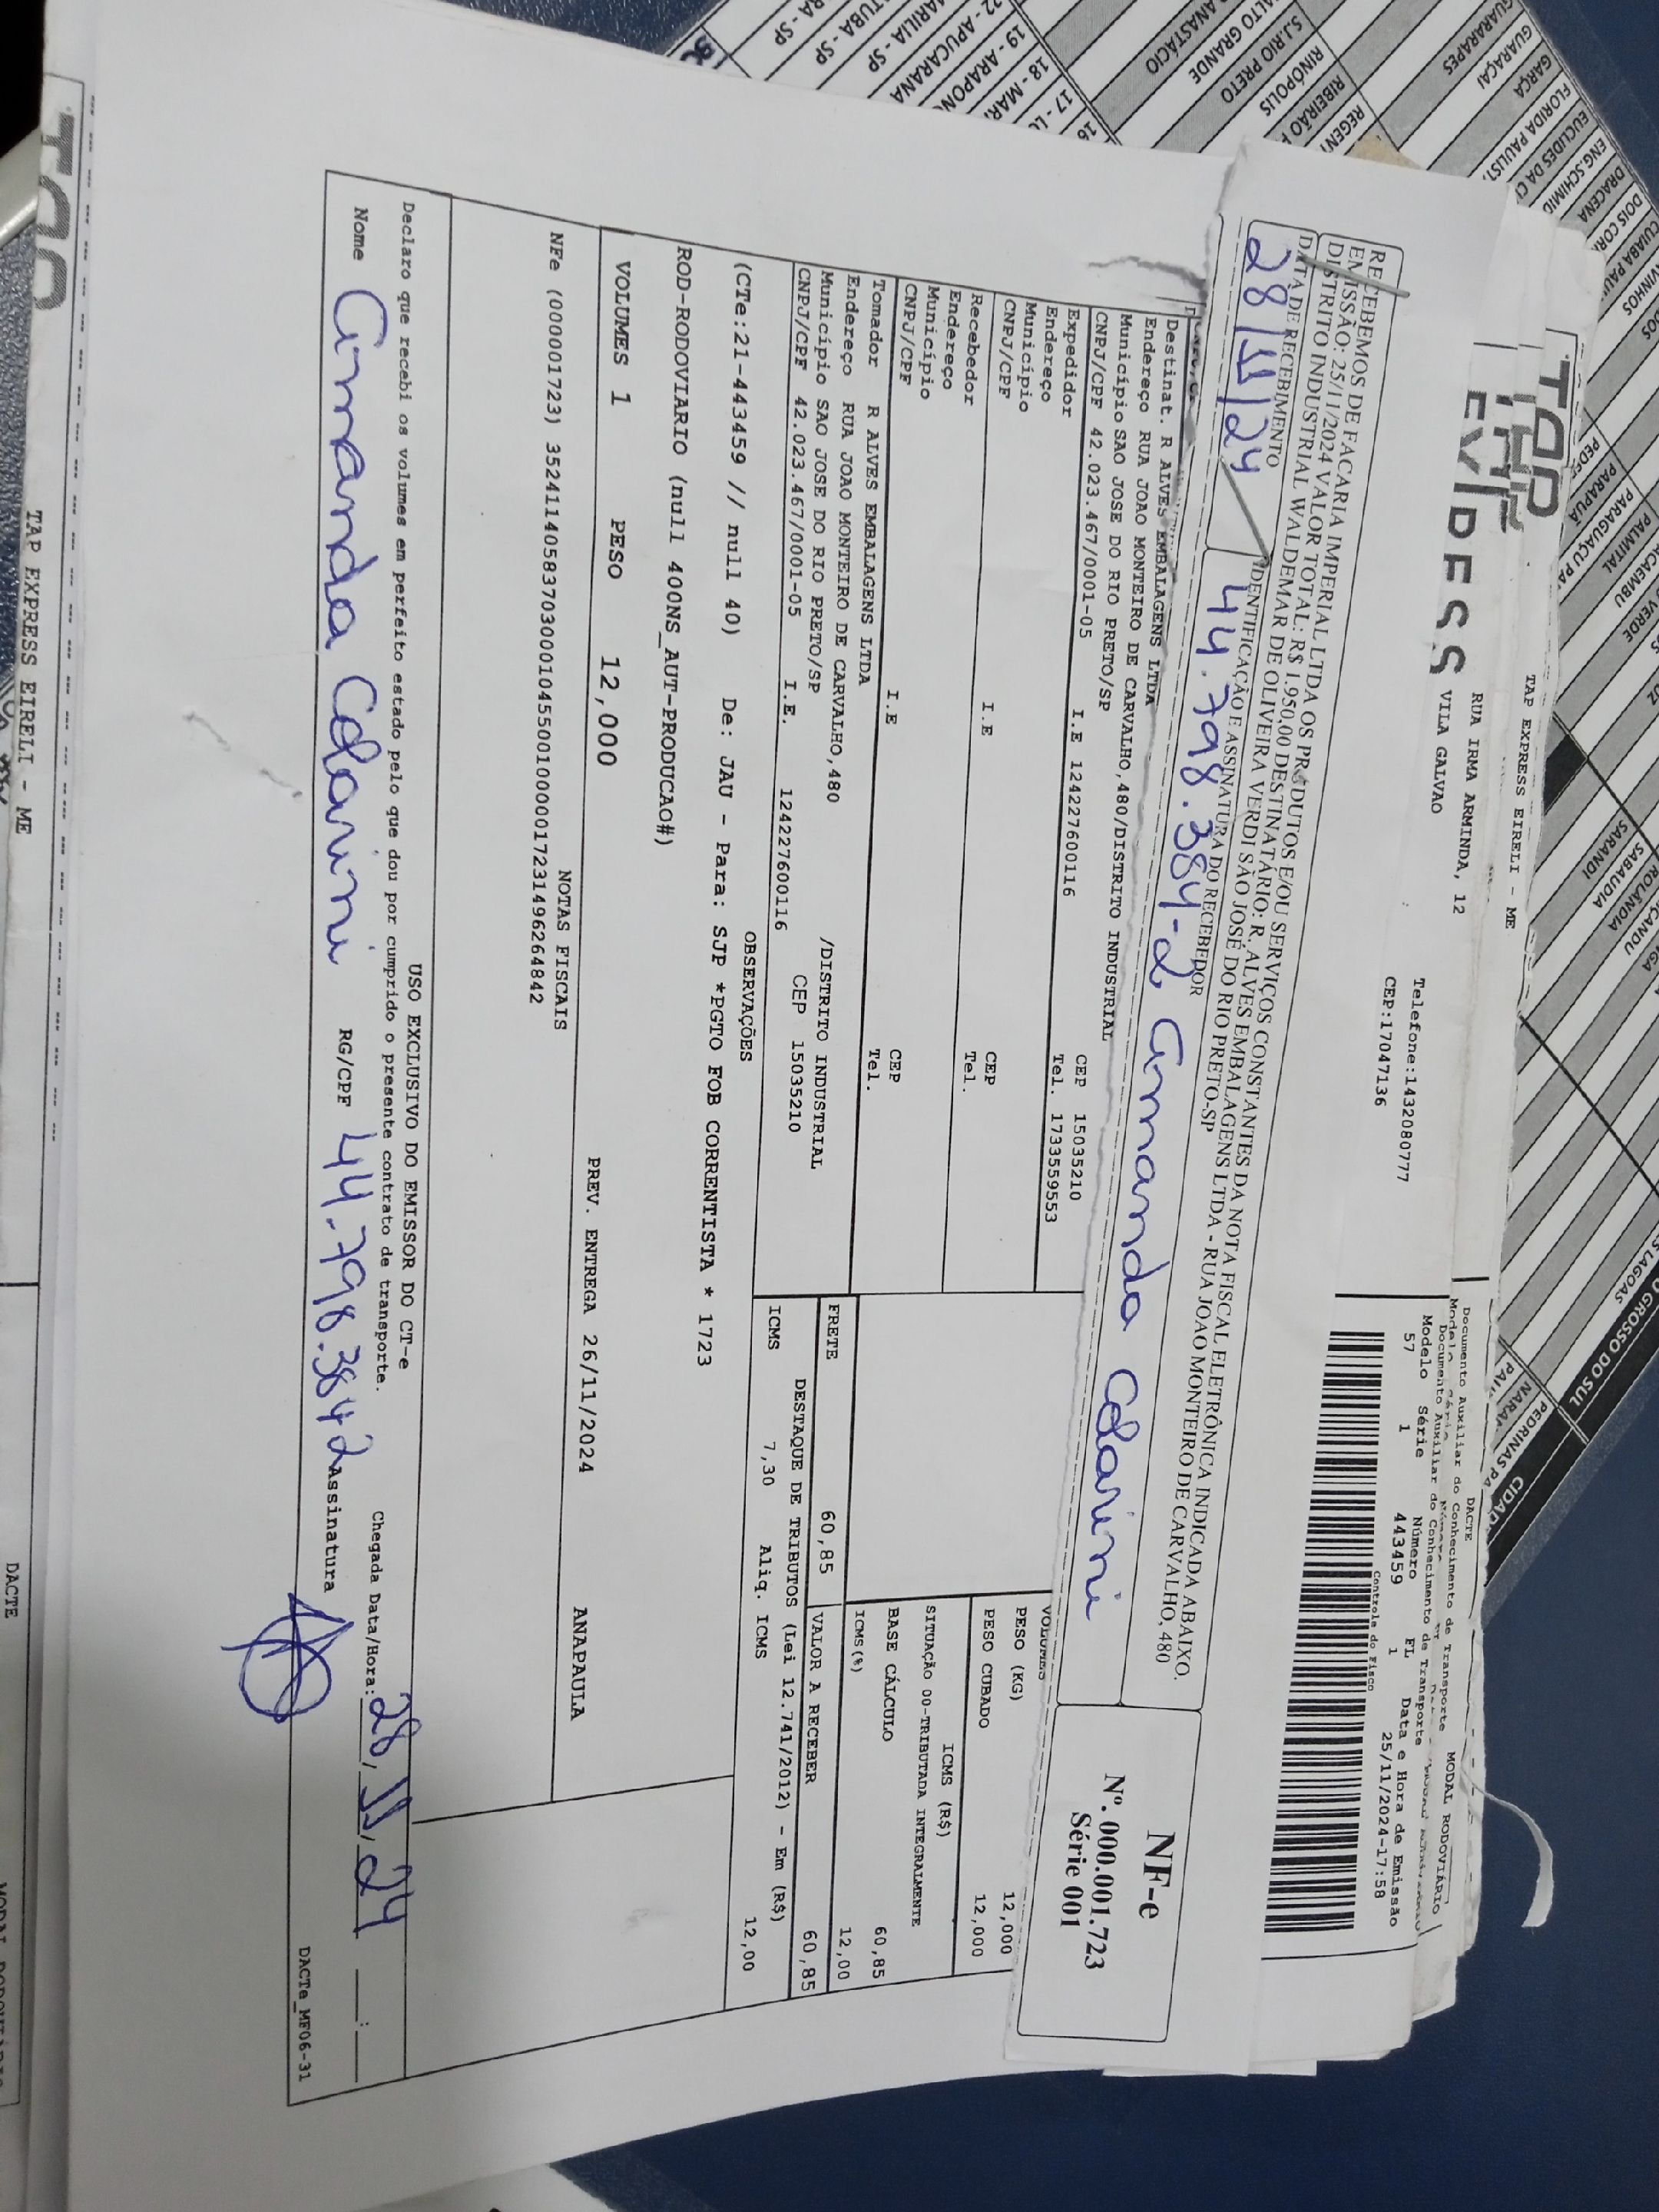 TAP EXPRESS EIRELI - ME
RUA IRMA ARMINDA, 12
VILA GALVAO
Telefone:1432080777
CEP:17047136
DACTE
Documento Auxiliar do Conhecimento de Transporte
MODAL RODOVIÁRIO
Documento Auxiliar do Conhecimento de Transporte
Modelo Série Número FL Data e Hora de Emissão
57 1 443459 1 25/11/2024-17:58
Controle do Fisco
RECEBEMOS DE FACARIA IMPERIAL LTDA OS PRODUTOS E/OU SERVIÇOS CONSTANTES DA NOTA FISCAL ELETRÔNICA INDICADA ABAIXO.
EMISSÃO: 25/11/2024 VALOR TOTAL: R$ 1.950,00 DESTINATÁRIO: R. ALVES EMBALAGENS LTDA - RUA JOAO MONTEIRO DE CARVALHO, 480
DISTRITO INDUSTRIAL WALDEMAR DE OLIVEIRA VERDI SÃO JOSÉ DO RIO PRETO-SP
DATA DE RECEBIMENTO
IDENTIFICAÇÃO E ASSINATURA DO RECEBEDOR
28/11/24
44.798.384-2 Amanda Colarini
NF-e
Nº. 000.001.723
Série 001
Destinat. R ALVES EMBALAGENS LTDA
Endereço RUA JOAO MONTEIRO DE CARVALHO,480/DISTRITO INDUSTRIAL
Município SAO JOSE DO RIO PRETO/SP CEP 15035210
CNPJ/CPF 42.023.467/0001-05 I.E 124227600116 Tel. 1733559553
Expedidor
Endereço
Município CEP
CNPJ/CPF I.E Tel.
Recebedor
Endereço
Município CEP
CNPJ/CPF I.E Tel.
Tomador R ALVES EMBALAGENS LTDA
Endereço RUA JOAO MONTEIRO DE CARVALHO,480 /DISTRITO INDUSTRIAL
Município SAO JOSE DO RIO PRETO/SP CEP 15035210
CNPJ/CPF 42.023.467/0001-05 I.E. 124227600116
VOLUMES
PESO (KG) 12,000
PESO CUBADO 12,000
ICMS (R$)
SITUAÇÃO 00-TRIBUTADA INTEGRALMENTE
BASE CÁLCULO 60,85
ICMS(%) 12,00
FRETE 60,85
VALOR A RECEBER 60,85
DESTAQUE DE TRIBUTOS (Lei 12.741/2012) - Em (R$)
ICMS 7,30 Aliq. ICMS 12,00
OBSERVAÇÕES
(CTe:21-443459 // null 40) De: JAU - Para: SJP *PGTO FOB CORRENTISTA * 1723
ROD-RODOVIARIO (null 400NS_AUT-PRODUCAO#)
VOLUMES 1 PESO 12,000 PREV. ENTREGA 26/11/2024 ANAPAULA
NOTAS FISCAIS
NFe (000001723) 35241140583703000104550010000017231496264842
USO EXCLUSIVO DO EMISSOR DO CT-e
Declaro que recebi os volumes em perfeito estado pelo que dou por cumprido o presente contrato de transporte.
Chegada Data/Hora: 28/11/24 __:__
Nome Amanda Colarini RG/CPF 44.798.384 2 Assinatura
DACTe_MF06-31
TAP EXPRESS EIRELI - ME
DACTE